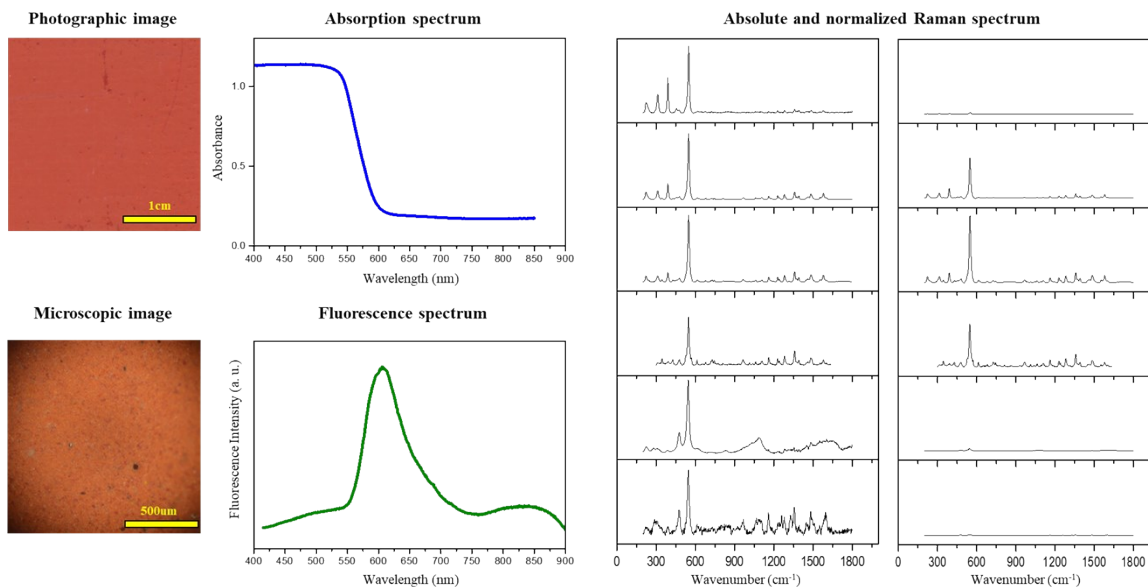 Photographic image
Absorption spectrum
Absolute and normalized Raman spectrum
1cm
Absorbance
1.0
0.5
0.0
400 450 500 550 600 650 700 750 800 850 900
Wavelength (nm)
Microscopic image
Fluorescence spectrum
500um
Fluorescence Intensity (a. u.)
400 450 500 550 600 650 700 750 800 850 900
Wavelength (nm)
0 300 600 900 1200 1500 1800
Wavenumber (cm-1)
0 300 600 900 1200 1500 1800
Wavenumber (cm-1)